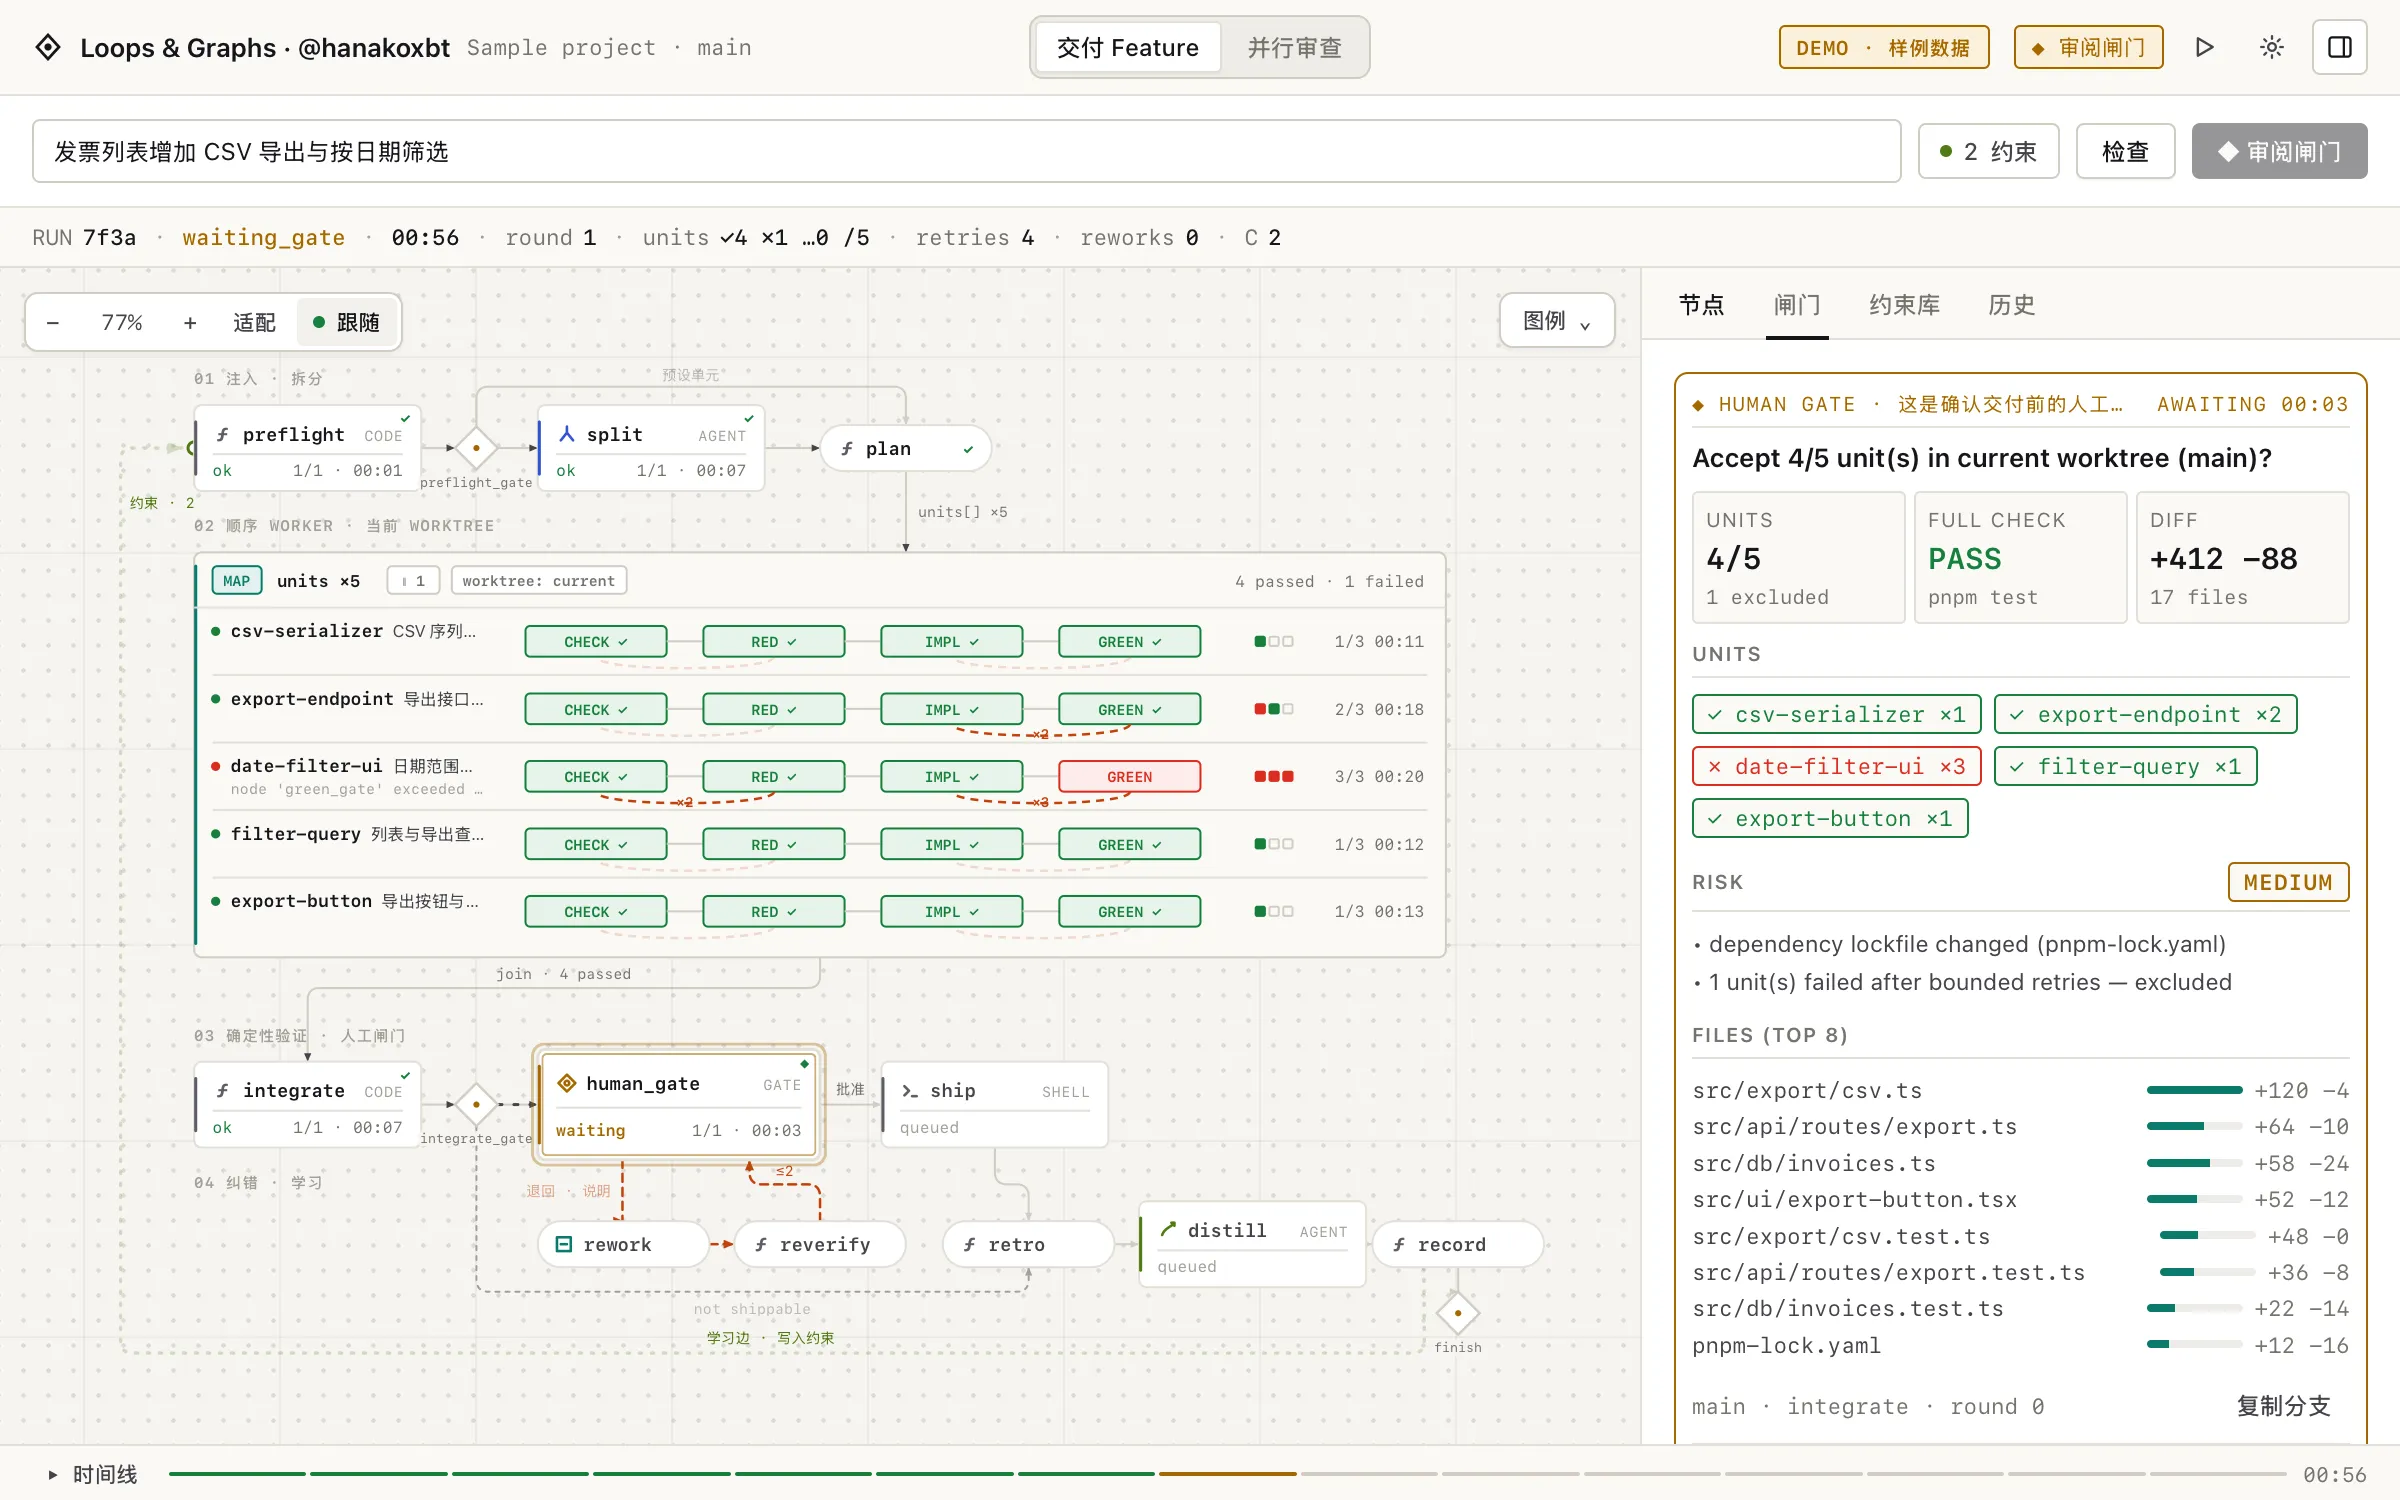 Loops & Graphs · @hanakoxbt Sample project · main
交付 Feature 并行审查
DEMO · 样例数据 ◆ 审阅闸门
发票列表增加 CSV 导出与按日期筛选
2 约束 检查 ◆ 审阅闸门
RUN 7f3a · waiting_gate · 00:56 · round 1 · units ✓4 ×1 …0 /5 · retries 4 · reworks 0 · C 2
− 77% + 适配 跟随
图例
01 注入 · 拆分
预设单元
preflight CODE ✓
ok 1/1 · 00:01
preflight_gate
split AGENT ✓
ok 1/1 · 00:07
plan ✓
约束 · 2
units[] ×5
02 顺序 WORKER · 当前 WORKTREE
MAP units ×5 1 worktree: current 4 passed · 1 failed
csv-serializer CSV 序列… CHECK ✓ RED ✓ IMPL ✓ GREEN ✓ 1/3 00:11
export-endpoint 导出接口… CHECK ✓ RED ✓ IMPL ✓ GREEN ✓ 2/3 00:18
×2
date-filter-ui 日期范围… CHECK ✓ RED ✓ IMPL ✓ GREEN 3/3 00:20
node 'green_gate' exceeded …
×2 ×3
filter-query 列表与导出查… CHECK ✓ RED ✓ IMPL ✓ GREEN ✓ 1/3 00:12
export-button 导出按钮与… CHECK ✓ RED ✓ IMPL ✓ GREEN ✓ 1/3 00:13
join · 4 passed
03 确定性验证 · 人工闸门
integrate CODE ✓
ok 1/1 · 00:07
integrate_gate
human_gate GATE
waiting 1/1 · 00:03
批准
ship SHELL
queued
04 纠错 · 学习
退回 · 说明
≤2
rework
reverify
retro
distill AGENT
queued
record
not shippable
学习边 · 写入约束
finish
节点 闸门 约束库 历史
◆ HUMAN GATE · 这是确认交付前的人工… AWAITING 00:03
Accept 4/5 unit(s) in current worktree (main)?
UNITS
4/5
1 excluded
FULL CHECK
PASS
pnpm test
DIFF
+412 −88
17 files
UNITS
✓ csv-serializer ×1 ✓ export-endpoint ×2
× date-filter-ui ×3 ✓ filter-query ×1
✓ export-button ×1
RISK MEDIUM
• dependency lockfile changed (pnpm-lock.yaml)
• 1 unit(s) failed after bounded retries — excluded
FILES (TOP 8)
src/export/csv.ts +120 −4
src/api/routes/export.ts +64 −10
src/db/invoices.ts +58 −24
src/ui/export-button.tsx +52 −12
src/export/csv.test.ts +48 −0
src/api/routes/export.test.ts +36 −8
src/db/invoices.test.ts +22 −14
pnpm-lock.yaml +12 −16
main · integrate · round 0 复制分支
时间线 00:56